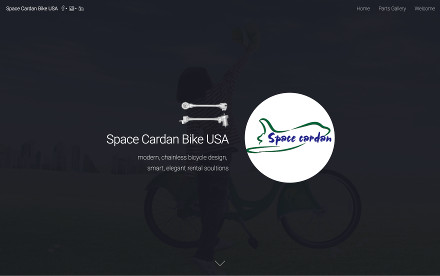 Space Cardan Bike USA
Home Parts Gallery Welcome
Space Cardan Bike USA
modern, chainless bicycle design,
smart, elegant rental soultions
Space cardan